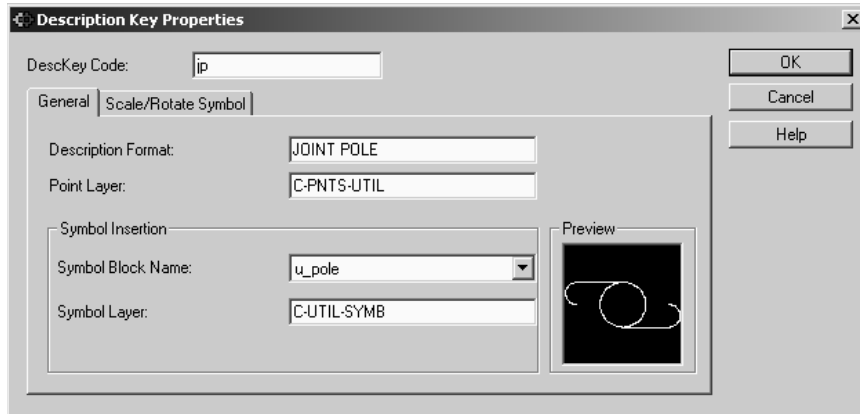 Description Key Properties
DescKey Code: jp
OK
General Scale/Rotate Symbol
Cancel
Help
Description Format: JOINT POLE
Point Layer: C-PNTS-UTIL
Symbol Insertion
Preview
Symbol Block Name: u_pole
Symbol Layer: C-UTIL-SYMB